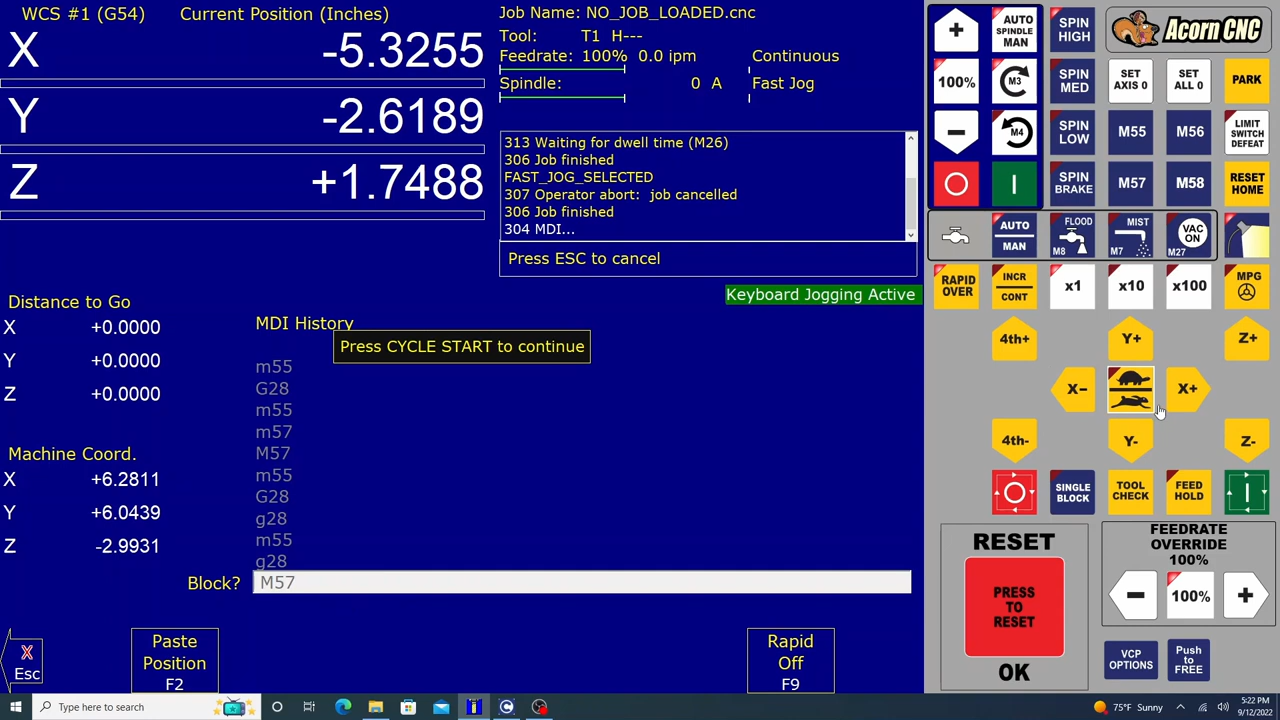 WCS #1 (G54)
Current Position (Inches)
X -5.3255
Y -2.6189
Z +1.7488
Job Name: NO_JOB_LOADED.cnc
Tool: T1 H---
Feedrate: 100% 0.0 ipm Continuous
Spindle: 0 A Fast Jog
313 Waiting for dwell time (M26)
306 Job finished
FAST_JOG_SELECTED
307 Operator abort: job cancelled
306 Job finished
304 MDI...
Press ESC to cancel
Keyboard Jogging Active
Distance to Go
X +0.0000
Y +0.0000
Z +0.0000
Machine Coord.
X +6.2811
Y +6.0439
Z -2.9931
MDI History
Press CYCLE START to continue
m55
G28
m55
m57
M57
m55
G28
g28
m55
g28
Block? M57
X
Esc
Paste
Position
F2
Rapid
Off
F9
+
AUTO
SPINDLE
MAN
SPIN
HIGH
Acorn CNC
100%
M3
SPIN
MED
SET
AXIS 0
SET
ALL 0
PARK
−
M4
SPIN
LOW
M55
M56
LIMIT
SWITCH
DEFEAT
SPIN
BRAKE
M57
M58
RESET
HOME
AUTO
MAN
FLOOD
M8
MIST
M7
VAC
ON
M27
RAPID
OVER
INCR
CONT
x1
x10
x100
MPG
4th+
Y+
Z+
X−
X+
4th-
Y-
Z-
SINGLE
BLOCK
TOOL
CHECK
FEED
HOLD
RESET
PRESS
TO
RESET
OK
FEEDRATE
OVERRIDE
100%
−
100%
+
VCP
OPTIONS
Push
to
FREE
Type here to search
75°F Sunny
5:22 PM
9/12/2022